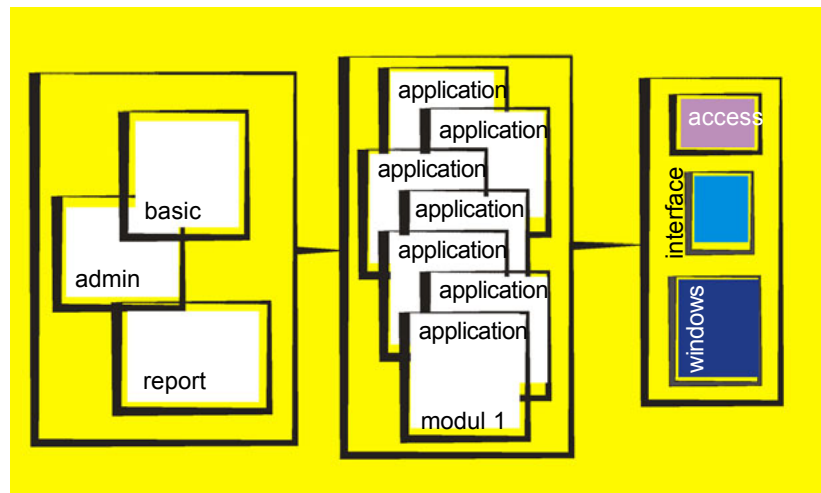 basic
admin
report
application
application
application
application
application
application
application
modul 1
access
interface
windows